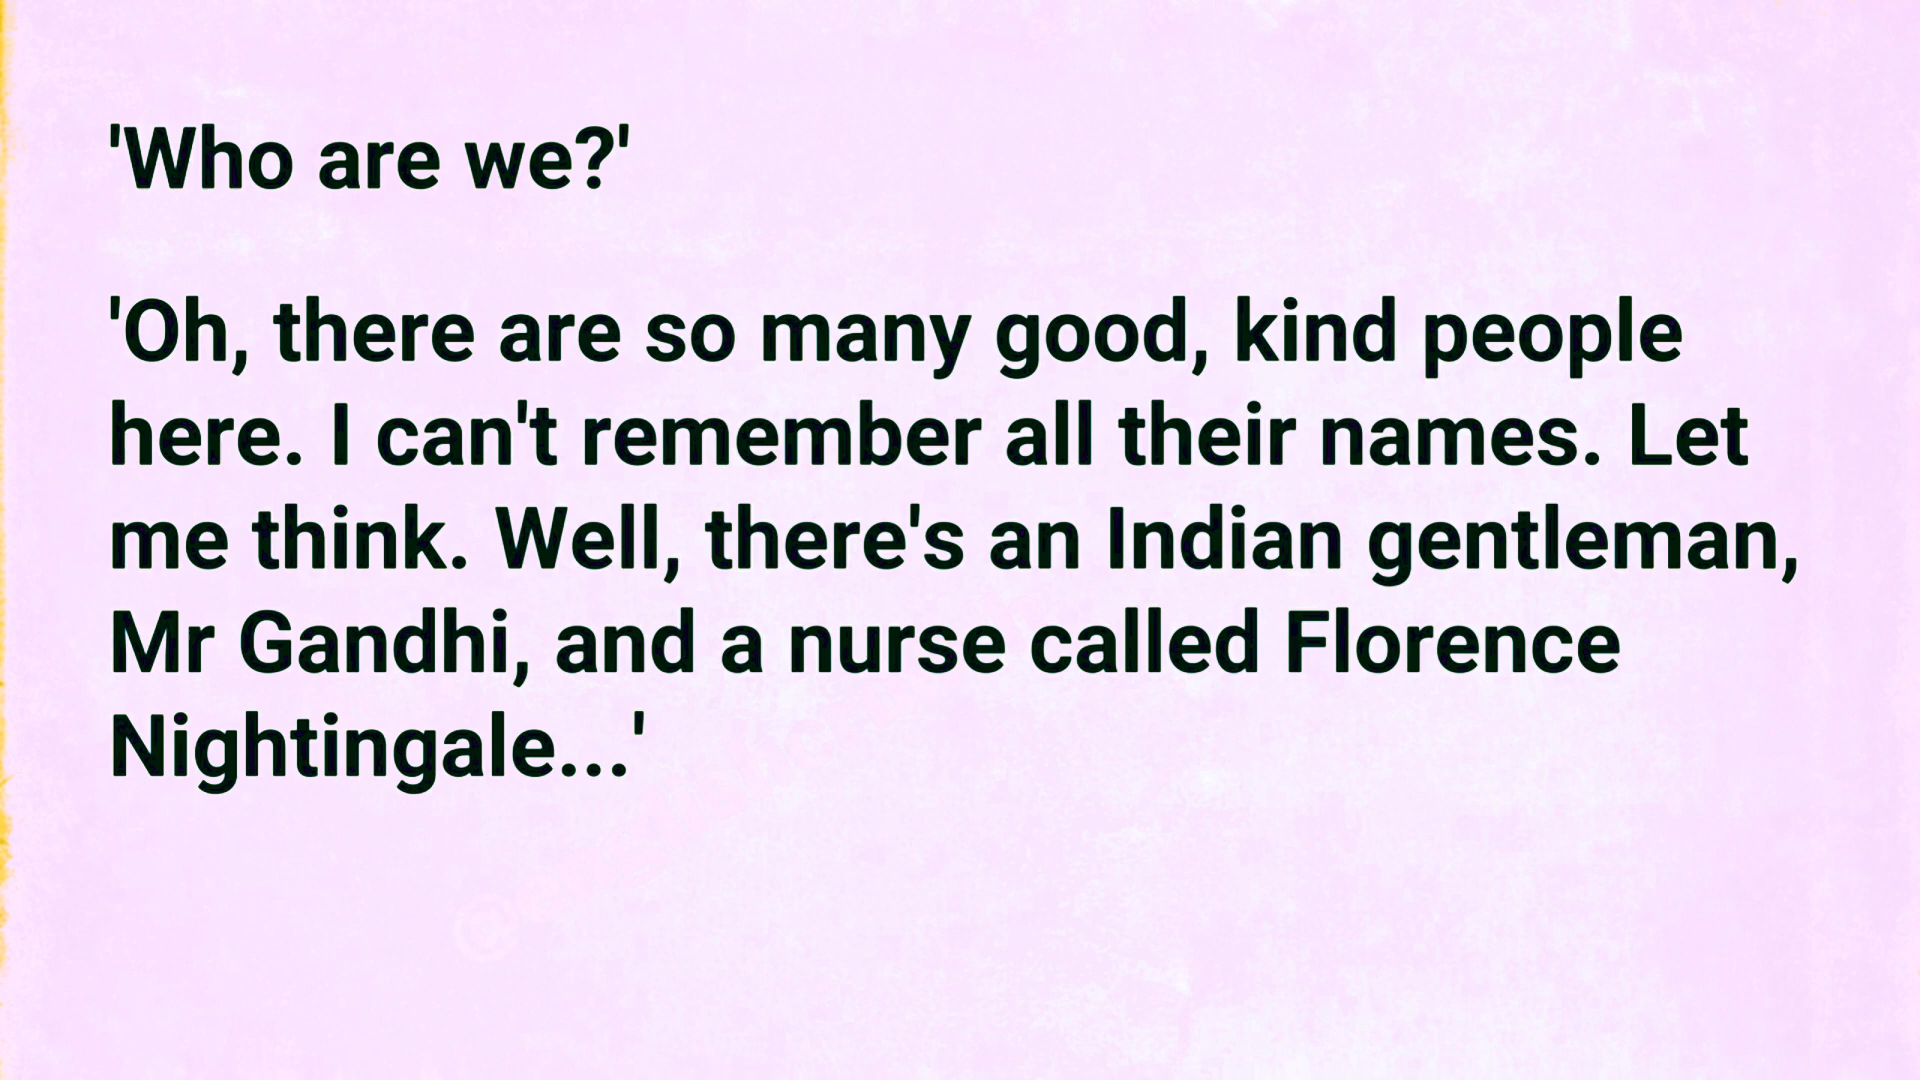 'Who are we?'
'Oh, there are so many good, kind people
here. I can't remember all their names. Let
me think. Well, there's an Indian gentleman,
Mr Gandhi, and a nurse called Florence
Nightingale...'